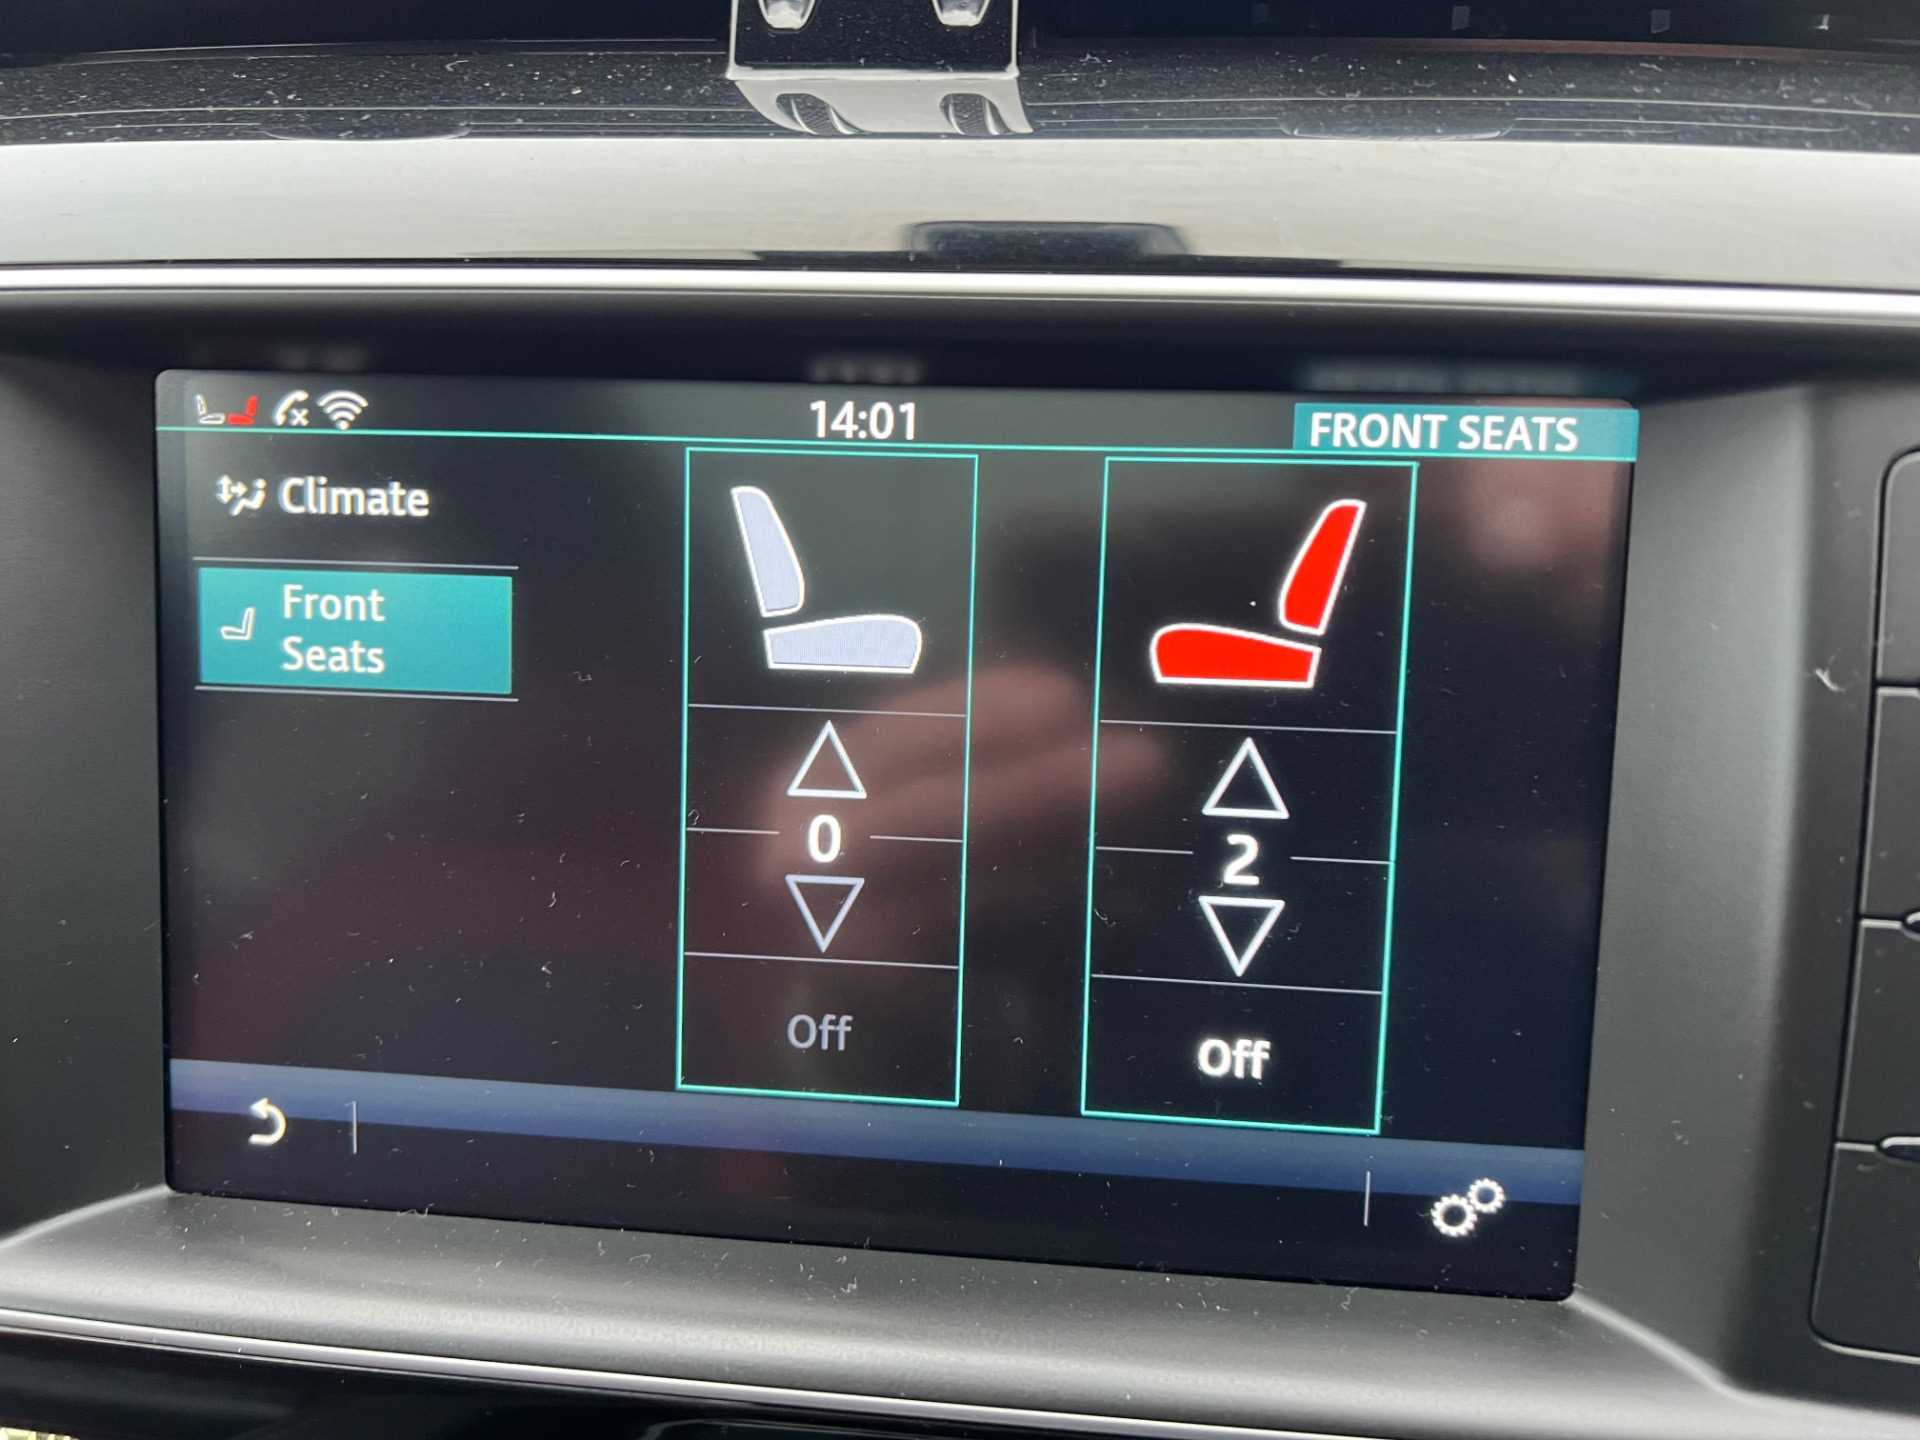 14:01
FRONT SEATS
Climate
Front
Seats
0
2
Off
Off